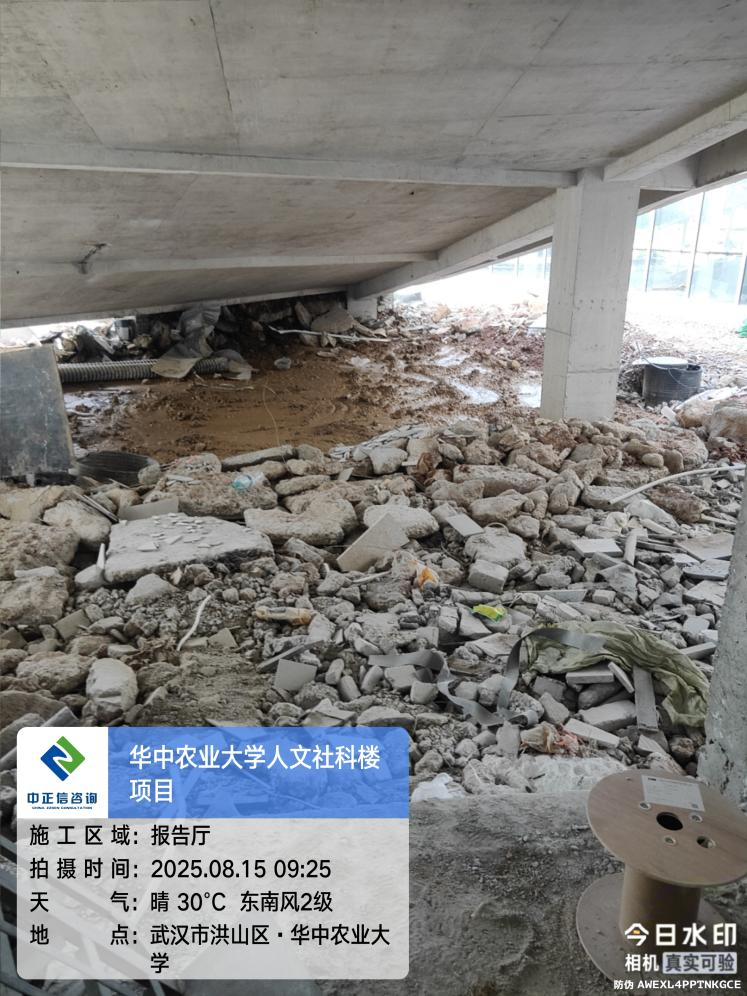 中正信咨询
CHINA ZZXIN CONSULTATION
华中农业大学人文社科楼
项目
施工区域：报告厅
拍摄时间：2025.08.15 09:25
天气：晴 30℃ 东南风2级
地点：武汉市洪山区·华中农业大
学
今日水印
相机 真实可验
防伪 AWEXL4PPTNKGCE